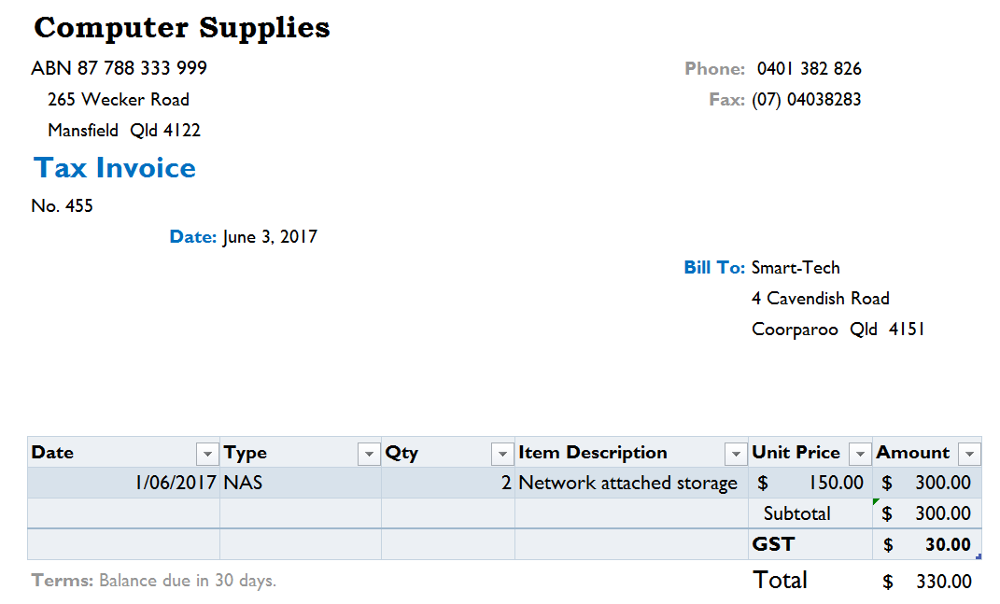 Computer Supplies
ABN 87 788 333 999
Phone: 0401 382 826
265 Wecker Road
Fax: (07) 04038283
Mansfield Qld 4122
Tax Invoice
No. 455
Date: June 3, 2017
Bill To: Smart-Tech
4 Cavendish Road
Coorparoo Qld 4151
Date Type Qty Item Description Unit Price Amount
1/06/2017 NAS 2 Network attached storage $ 150.00 $ 300.00
Subtotal $ 300.00
GST $ 30.00
Terms: Balance due in 30 days. Total $ 330.00